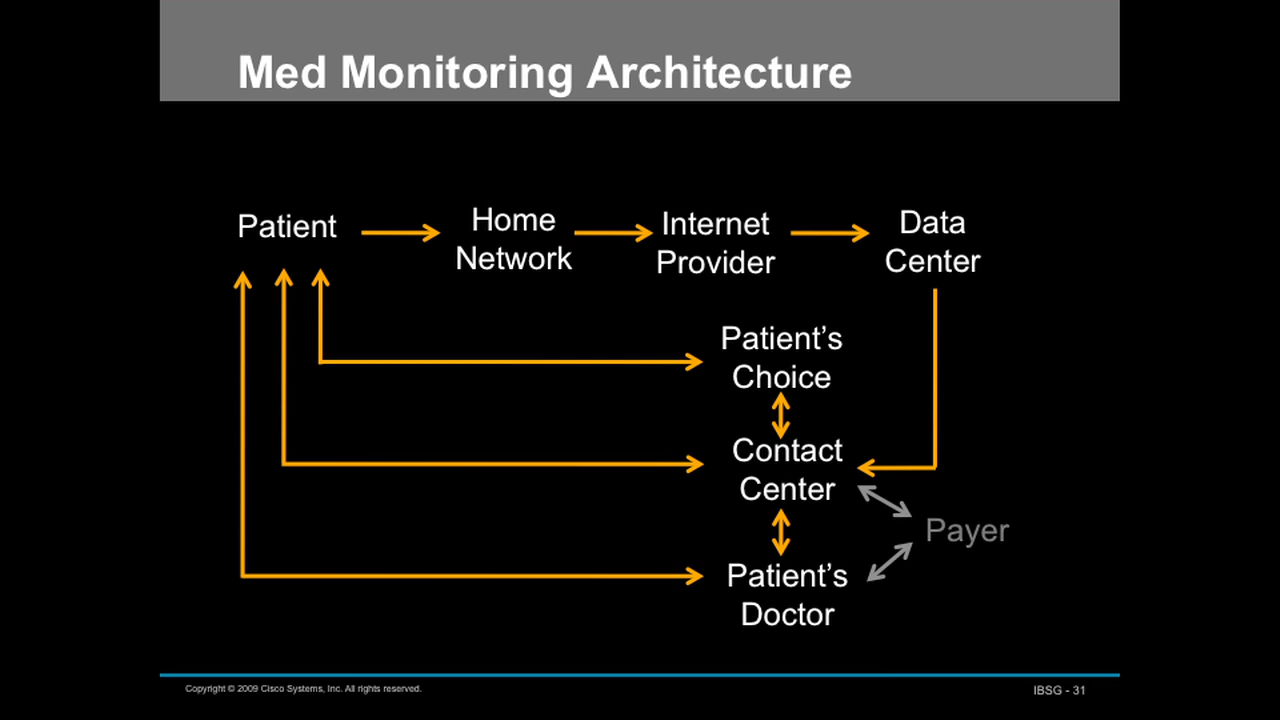 Med Monitoring Architecture
Patient
Home
Network
Internet
Provider
Data
Center
Patient’s
Choice
Contact
Center
Payer
Patient’s
Doctor
Copyright © 2009 Cisco Systems, Inc. All rights reserved.
IBSG - 31